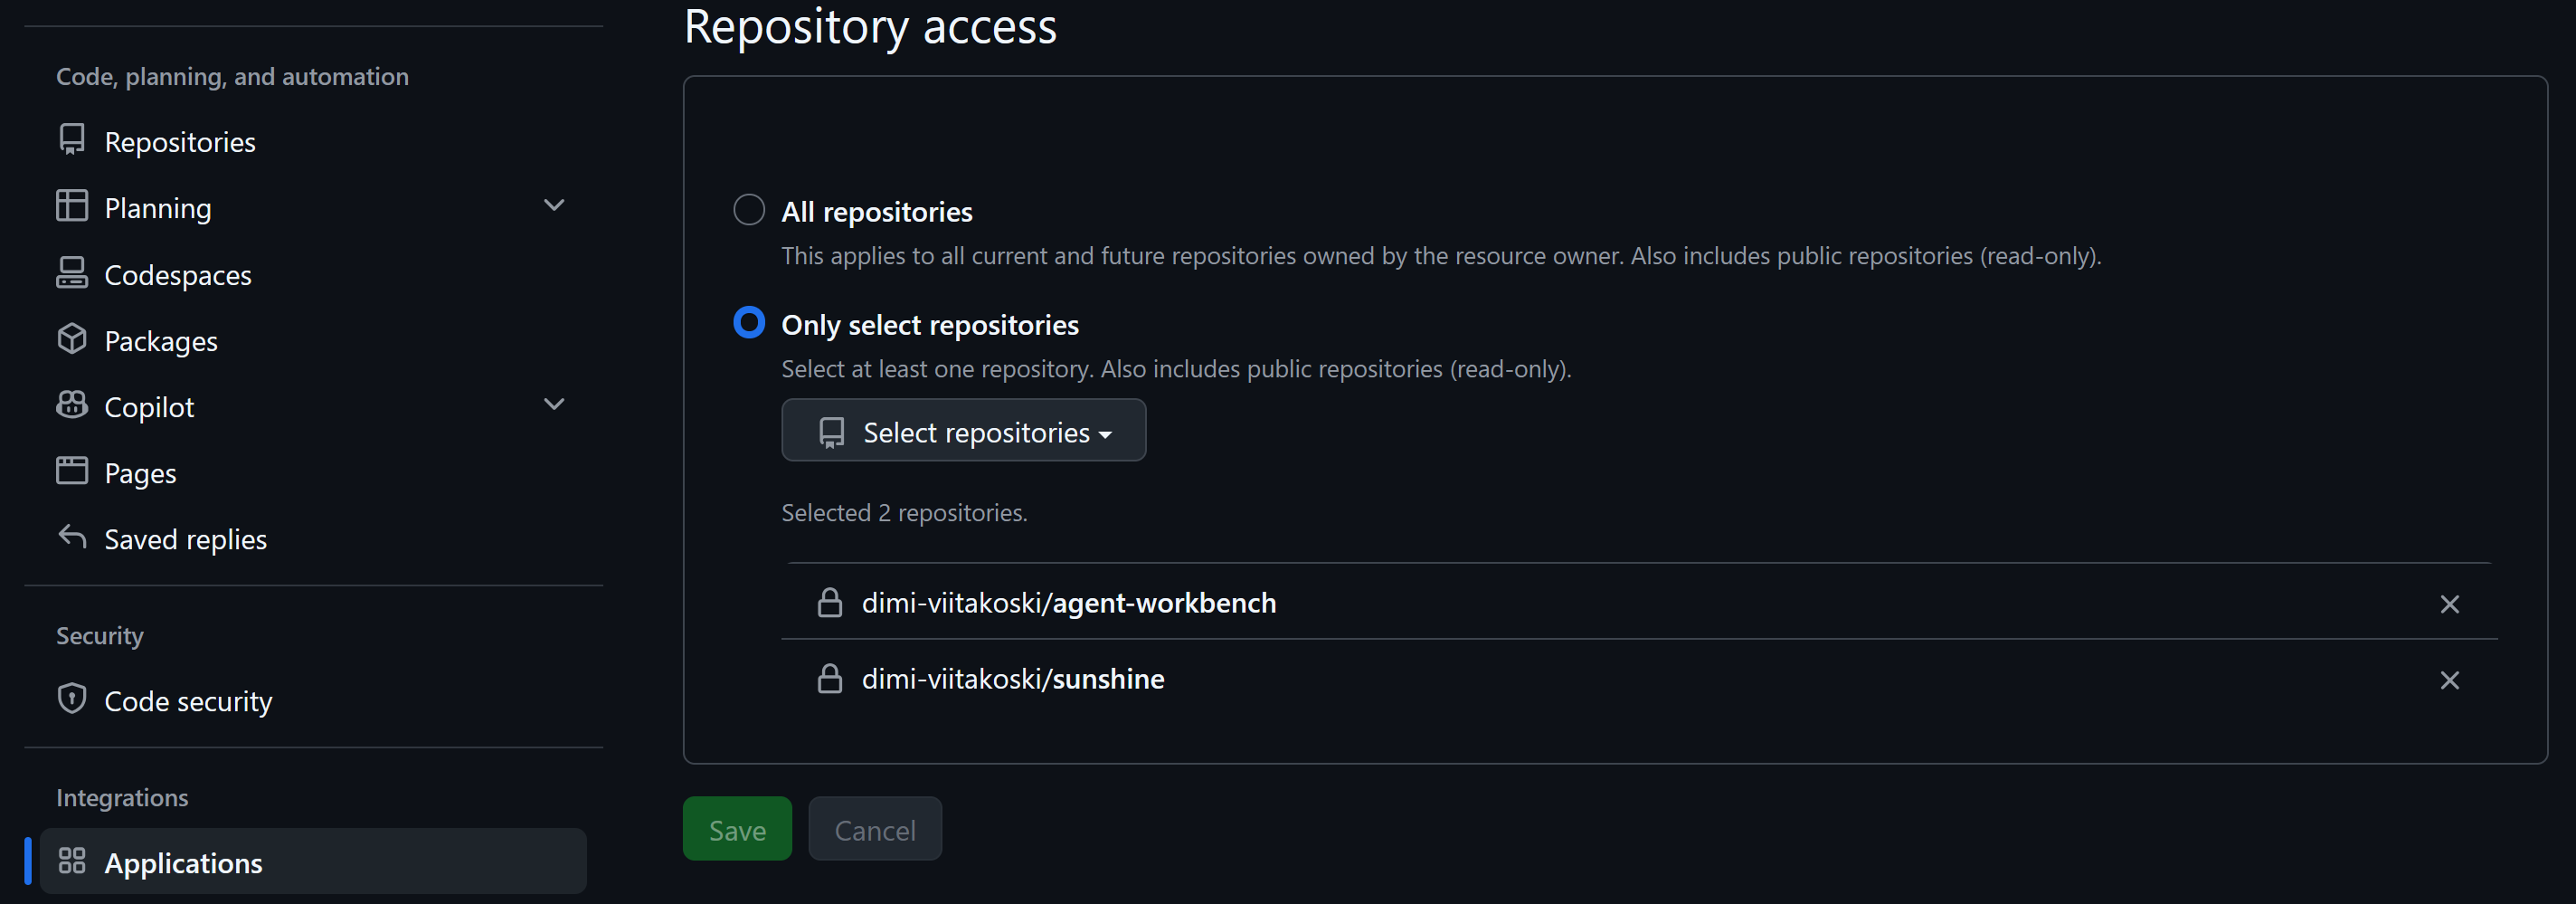 Repository access
Code, planning, and automation
Repositories
Planning
Codespaces
Packages
Copilot
Pages
Saved replies
Security
Code security
Integrations
Applications
All repositories
This applies to all current and future repositories owned by the resource owner. Also includes public repositories (read-only).
Only select repositories
Select at least one repository. Also includes public repositories (read-only).
Select repositories
Selected 2 repositories.
dimi-viitakoski/agent-workbench
dimi-viitakoski/sunshine
Save
Cancel